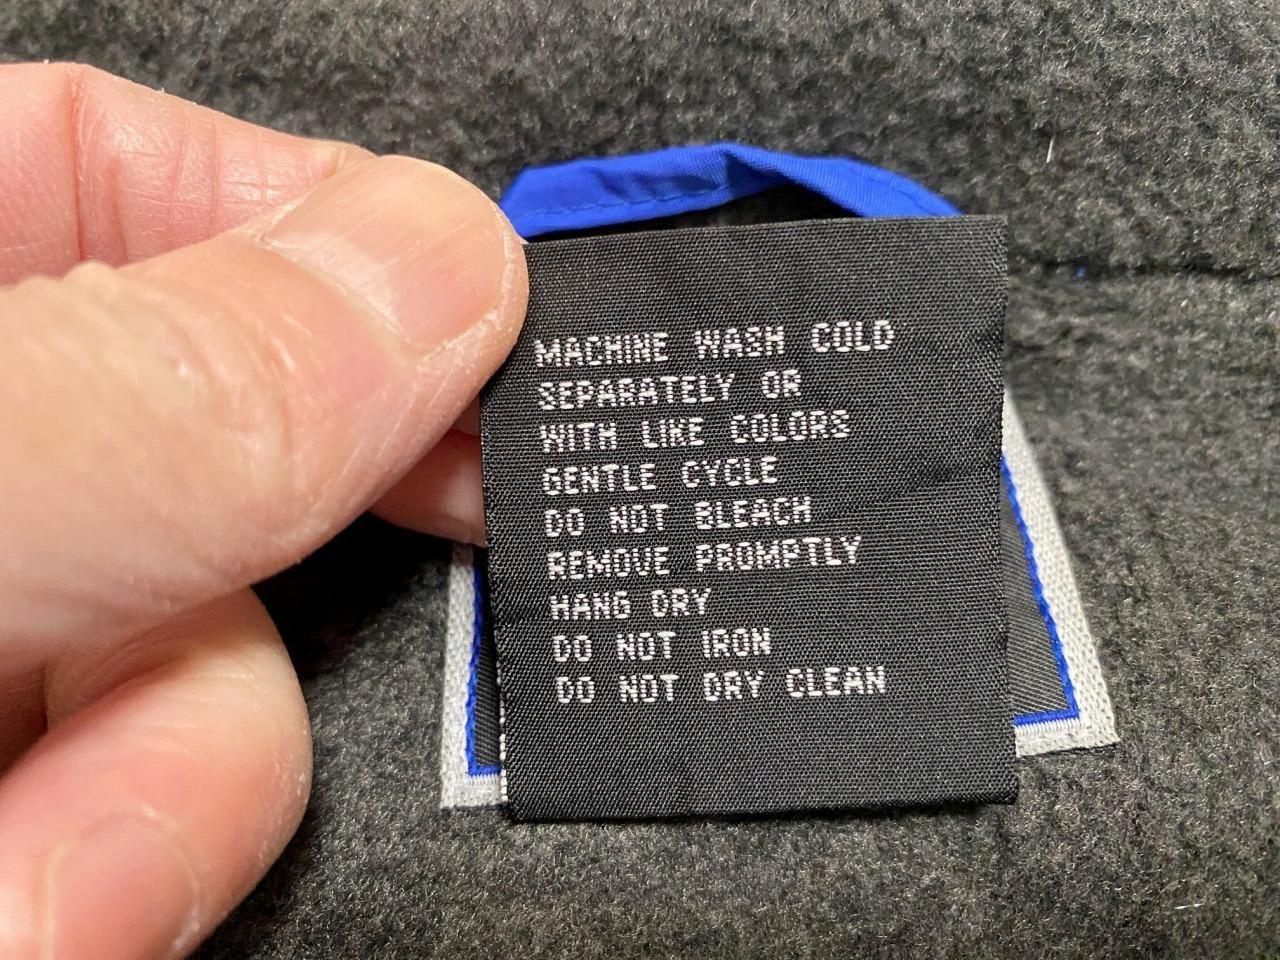 MACHINE WASH COLD
SEPARATELY OR
WITH LIKE COLORS
GENTLE CYCLE
DO NOT BLEACH
REMOVE PROMPTLY
HANG DRY
DO NOT IRON
DO NOT DRY CLEAN